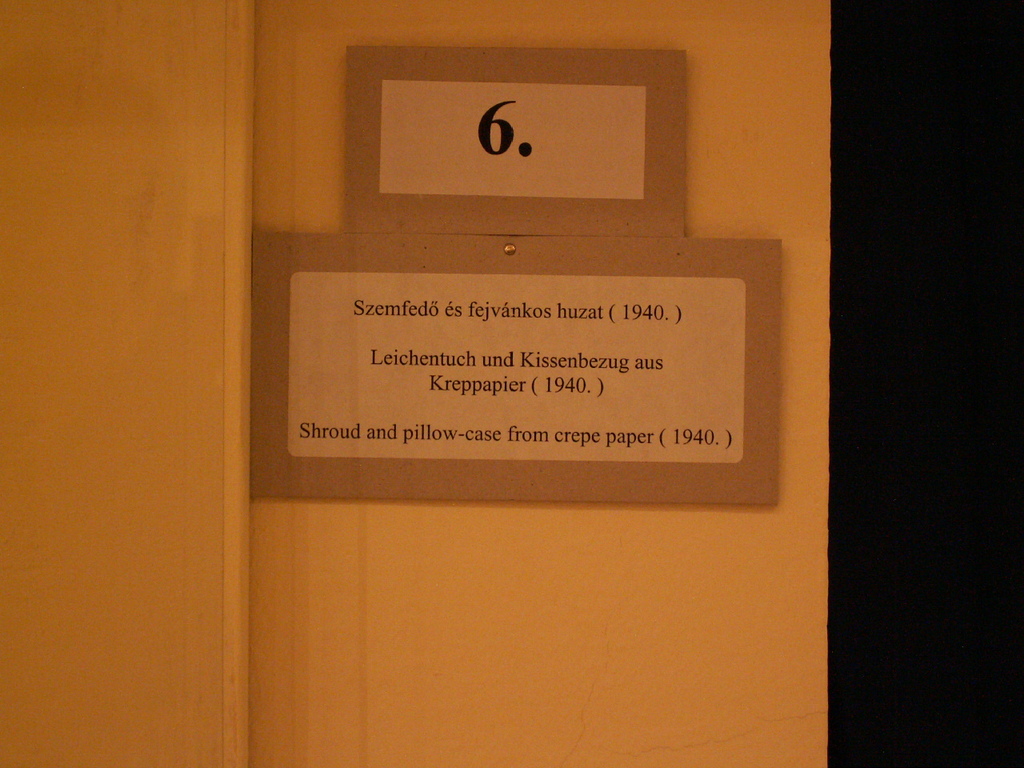 6.
Szemfedő és fejvánkos huzat ( 1940. )
Leichentuch und Kissenbezug aus
Kreppapier ( 1940. )
Shroud and pillow-case from crepe paper ( 1940. )